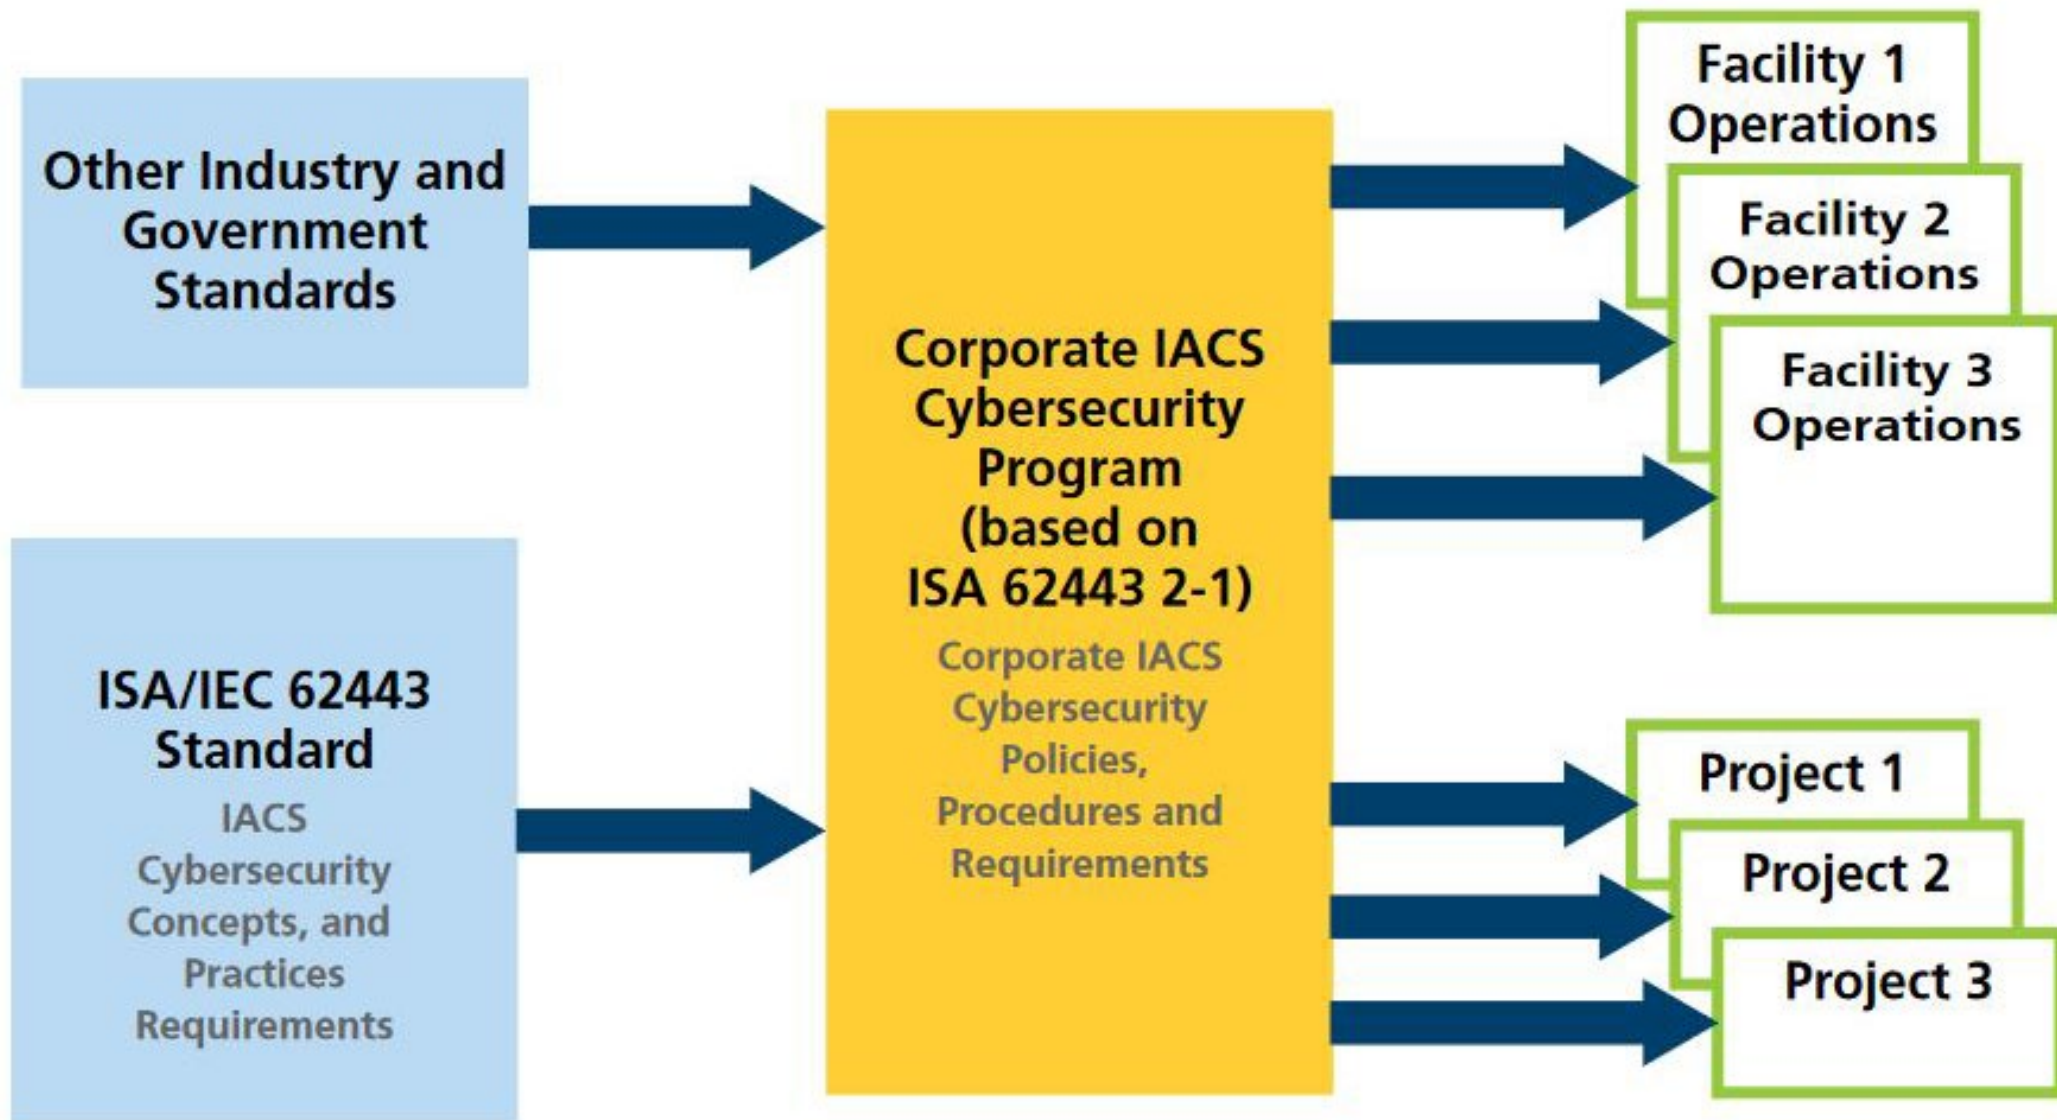 Other Industry and
Government
Standards
ISA/IEC 62443
Standard
IACS
Cybersecurity
Concepts, and
Practices
Requirements
Corporate IACS
Cybersecurity
Program
(based on
ISA 62443 2-1)
Corporate IACS
Cybersecurity
Policies,
Procedures and
Requirements
Facility 1
Operations
Facility 2
Operations
Facility 3
Operations
Project 1
Project 2
Project 3